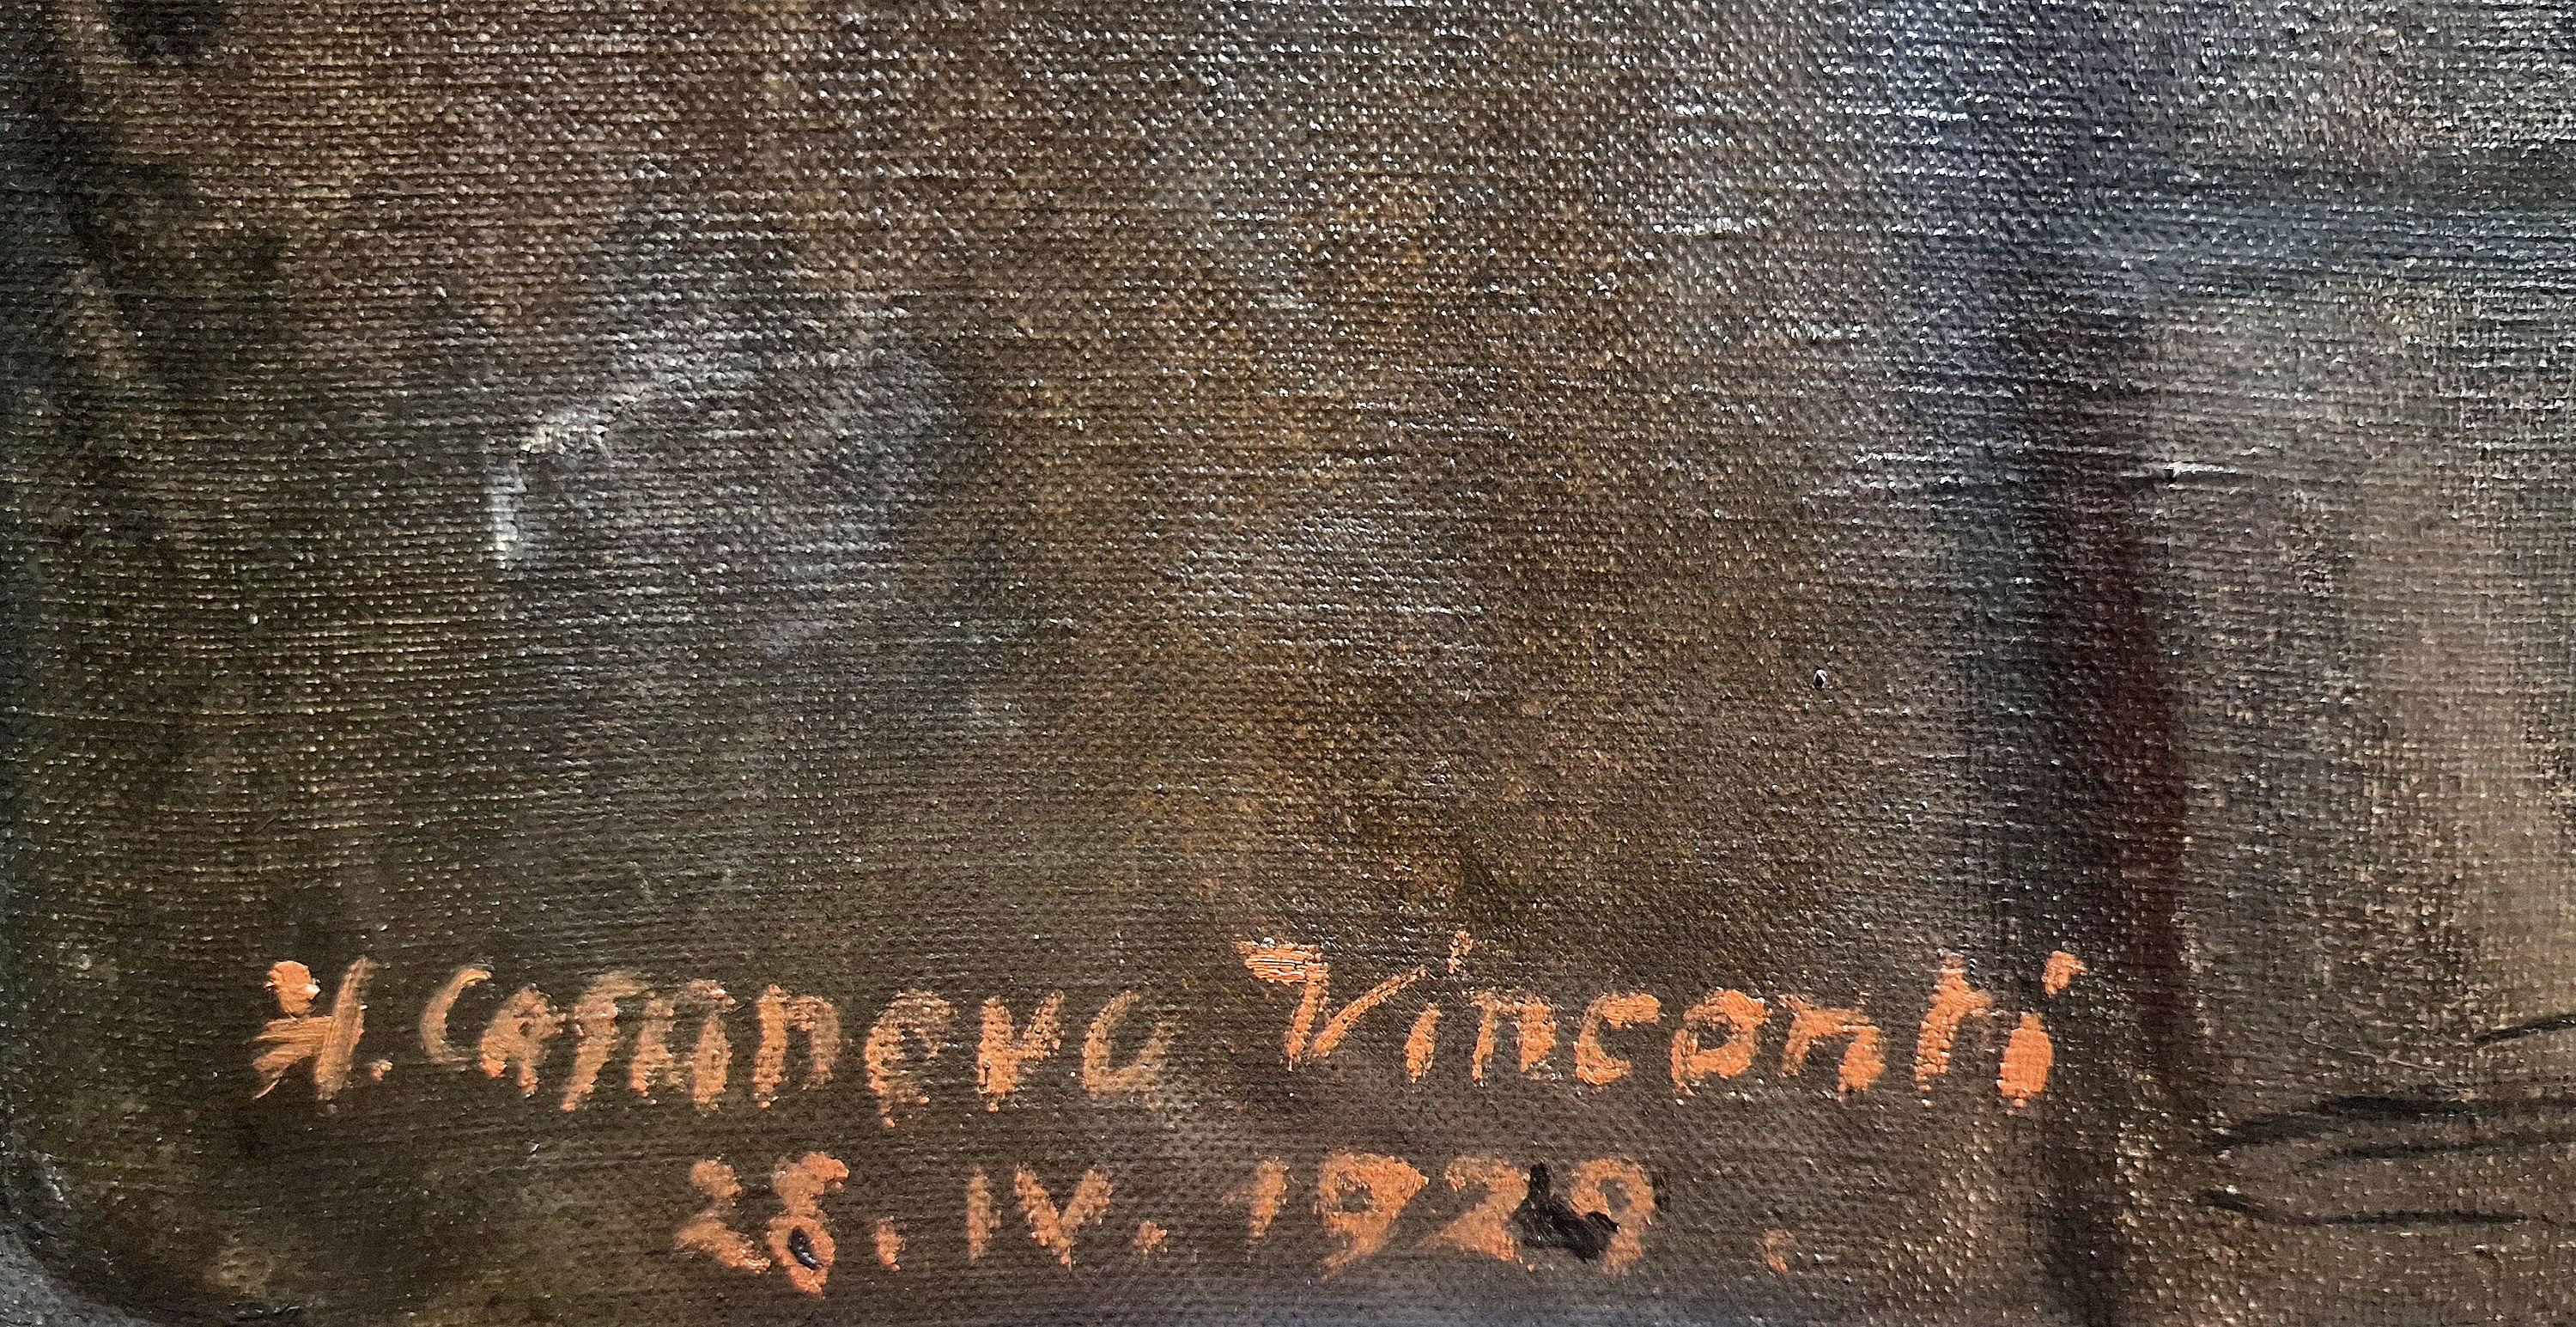 H. Casanova Vinconti
28. IV. 1929.